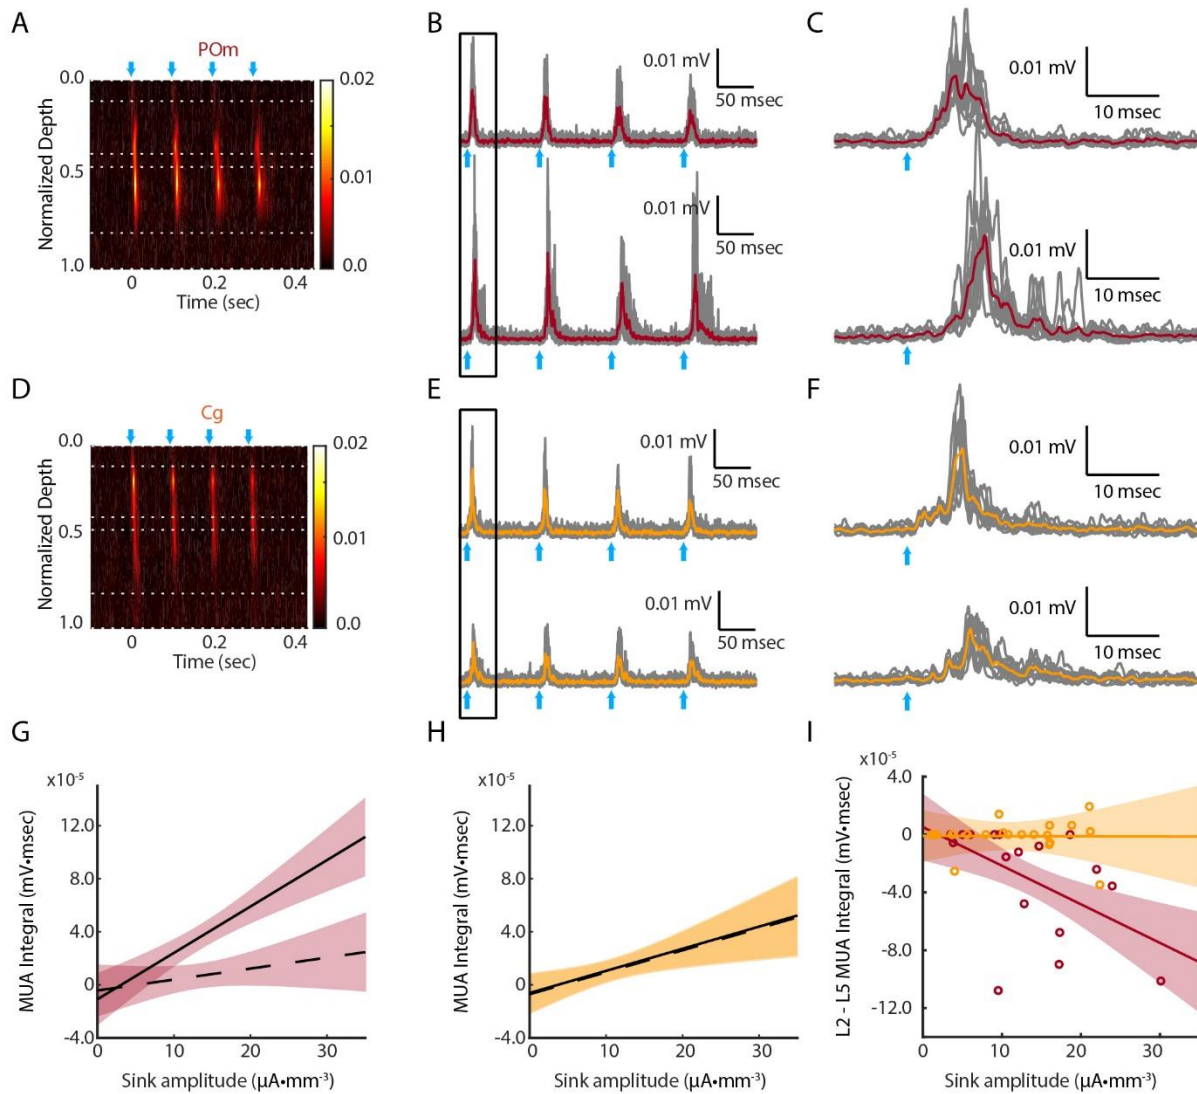 A
POm
0.0
0.5
1.0
Normalized Depth
0
0.2
0.4
Time (sec)
0.02
0.01
0.0
B
0.01 mV
50 msec
0.01 mV
50 msec
C
0.01 mV
10 msec
0.01 mV
10 msec
D
Cg
0.0
0.5
1.0
Normalized Depth
0
0.2
0.4
Time (sec)
0.02
0.01
0.0
E
0.01 mV
50 msec
0.01 mV
50 msec
F
0.01 mV
10 msec
0.01 mV
10 msec
G
x10⁻⁵
12.0
8.0
4.0
0
-4.0
MUA Integral (mV•msec)
0
10
20
30
Sink amplitude (µA•mm⁻³)
H
x10⁻⁵
12.0
8.0
4.0
0
-4.0
MUA Integral (mV•msec)
0
10
20
30
Sink amplitude (µA•mm⁻³)
I
x10⁻⁵
4.0
0
-4.0
-8.0
-12.0
L2 - L5 MUA Integral (mV•msec)
0
10
20
30
Sink amplitude (µA•mm⁻³)